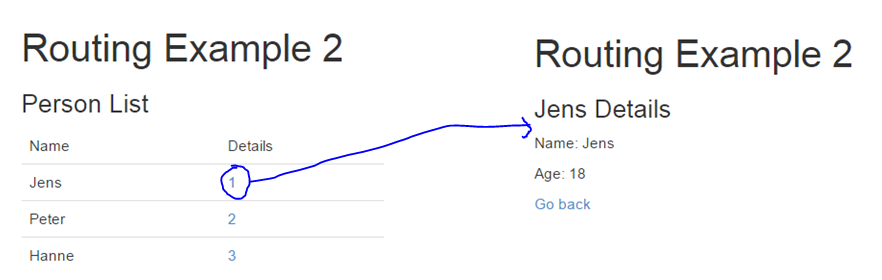 Routing Example 2
Person List
Name Details
Jens 1
Peter 2
Hanne 3
Routing Example 2
Jens Details
Name: Jens
Age: 18
Go back